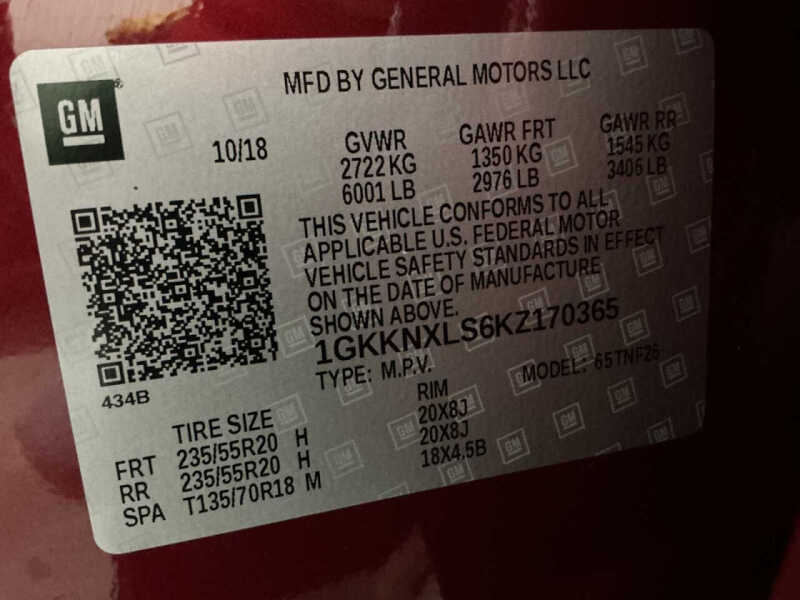 GM
MFD BY GENERAL MOTORS LLC
10/18
GVWR GAWR FRT GAWR RR
2722 KG 1350 KG 1545 KG
6001 LB 2976 LB 3406 LB
THIS VEHICLE CONFORMS TO ALL
APPLICABLE U.S. FEDERAL MOTOR
VEHICLE SAFETY STANDARDS IN EFFECT
ON THE DATE OF MANUFACTURE
SHOWN ABOVE.
1GKKNXLS6KZ170365
TYPE: M.P.V. MODEL: 65TNF26
434B
TIRE SIZE RIM
FRT 235/55R20 H 20X8J
RR 235/55R20 H 20X8J
SPA T135/70R18 M 18X4.5B